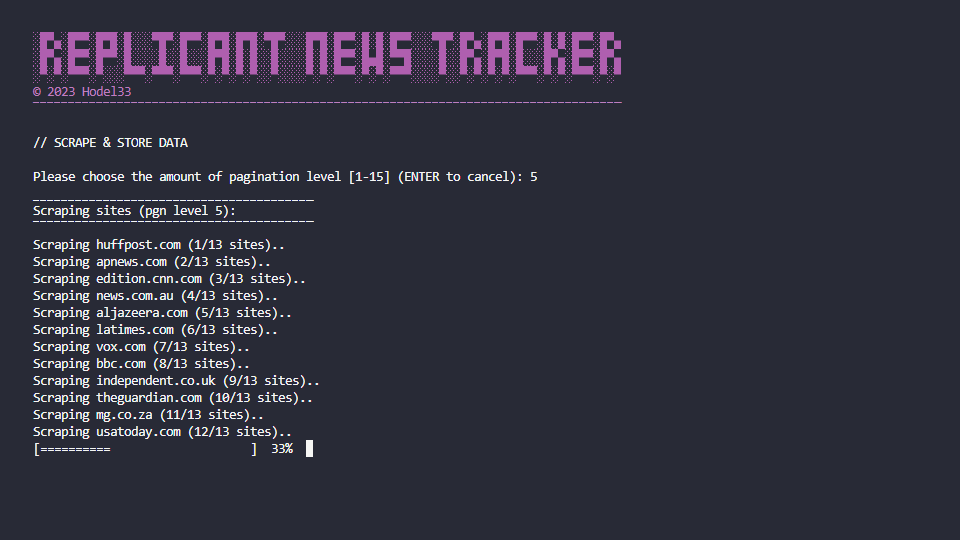 REPLICANT NEWS TRACKER
© 2023 Hodel33
// SCRAPE & STORE DATA
Please choose the amount of pagination level [1-15] (ENTER to cancel): 5
Scraping sites (pgn level 5):
Scraping huffpost.com (1/13 sites)..
Scraping apnews.com (2/13 sites)..
Scraping edition.cnn.com (3/13 sites)..
Scraping news.com.au (4/13 sites)..
Scraping aljazeera.com (5/13 sites)..
Scraping latimes.com (6/13 sites)..
Scraping vox.com (7/13 sites)..
Scraping bbc.com (8/13 sites)..
Scraping independent.co.uk (9/13 sites)..
Scraping theguardian.com (10/13 sites)..
Scraping mg.co.za (11/13 sites)..
Scraping usatoday.com (12/13 sites)..
[========== ] 33%